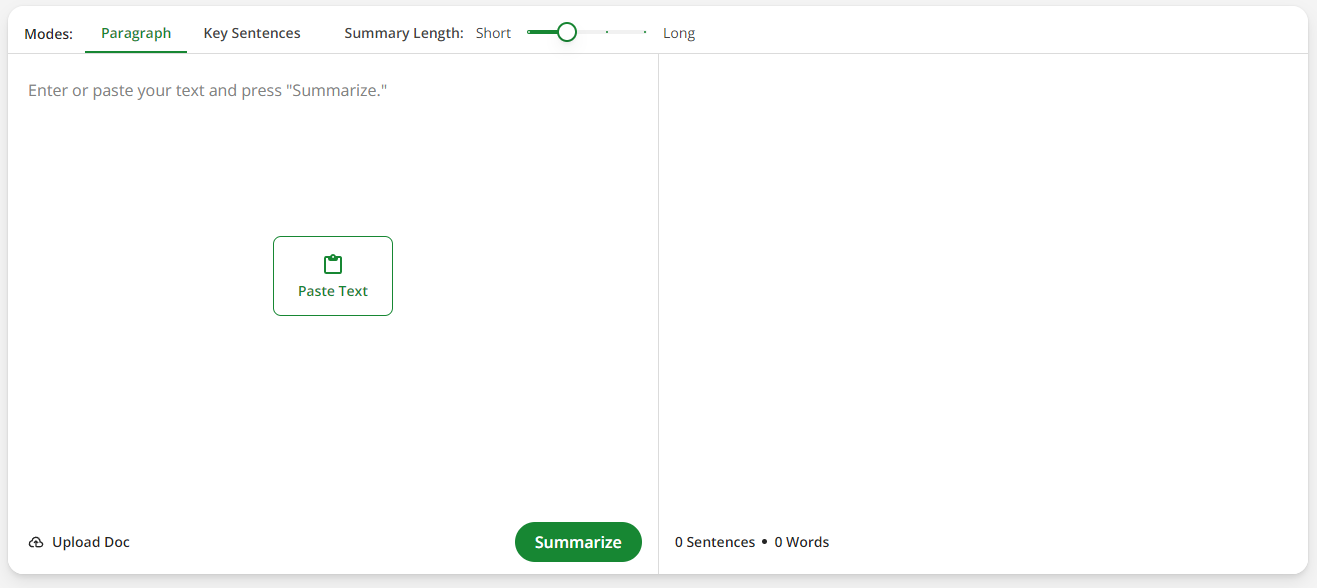 Modes: Paragraph Key Sentences Summary Length: Short Long
Enter or paste your text and press "Summarize."
Paste Text
Upload Doc Summarize 0 Sentences • 0 Words